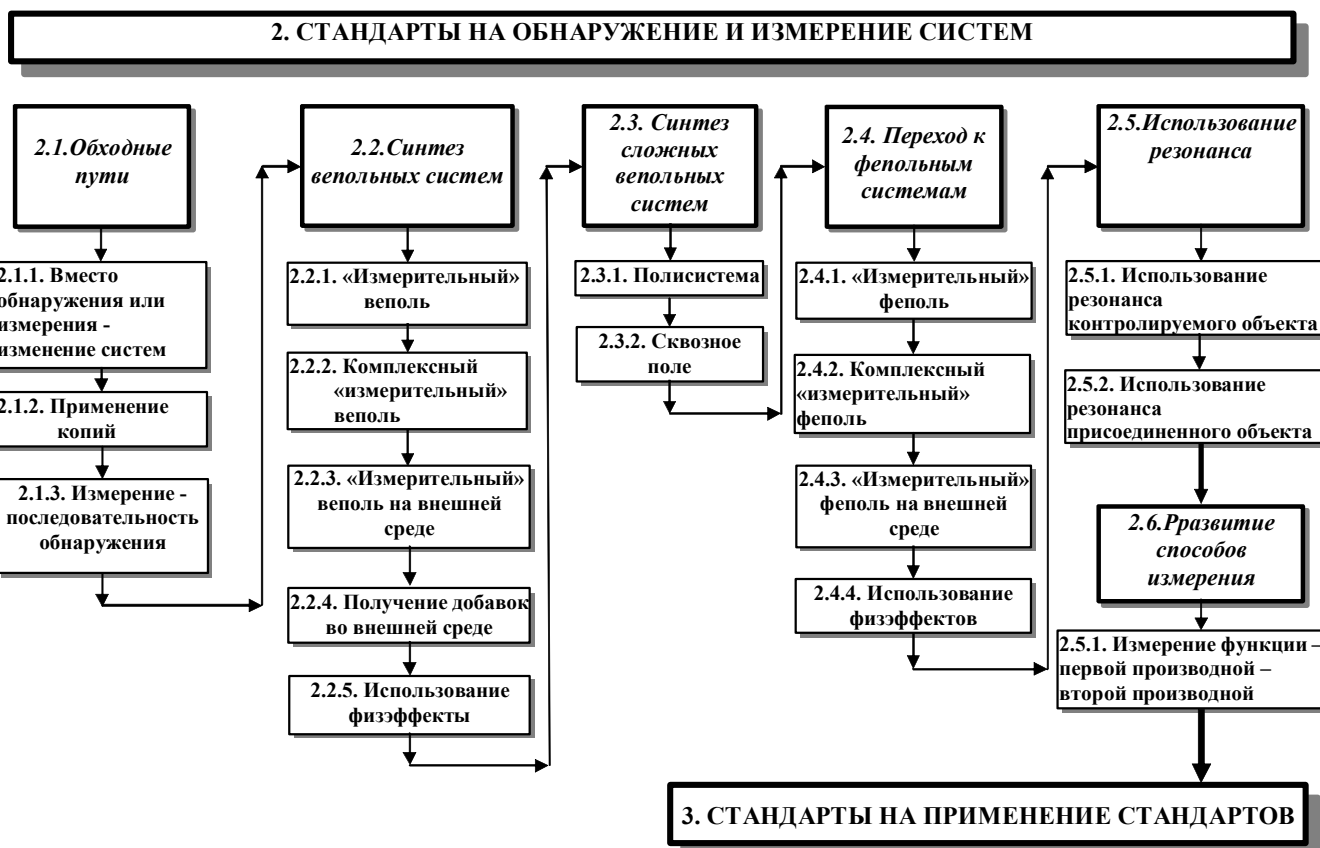 2. СТАНДАРТЫ НА ОБНАРУЖЕНИЕ И ИЗМЕРЕНИЕ СИСТЕМ
2.1.Обходные
пути
2.1.1. Вместо
обнаружения или
измерения -
изменение систем
2.1.2. Применение
копий
2.1.3. Измерение -
последовательность
обнаружения
2.2.Синтез
вепольных систем
2.2.1. «Измерительный»
веполь
2.2.2. Комплексный
«измерительный»
веполь
2.2.3. «Измерительный»
веполь на внешней
среде
2.2.4. Получение добавок
во внешней среде
2.2.5. Использование
физэффекты
2.3. Синтез
сложных
вепольных
систем
2.3.1. Полисистема
2.3.2. Сквозное
поле
2.4. Переход к
фепольным
системам
2.4.1. «Измерительный»
феполь
2.4.2. Комплексный
«измерительный»
феполь
2.4.3. «Измерительный»
феполь на внешней
среде
2.4.4. Использование
физэффектов
2.5.Использование
резонанса
2.5.1. Использование
резонанса
контролируемого объекта
2.5.2. Использование
резонанса
присоединенного объекта
2.6.Рразвитие
способов
измерения
2.5.1. Измерение функции –
первой производной –
второй производной
3. СТАНДАРТЫ НА ПРИМЕНЕНИЕ СТАНДАРТОВ